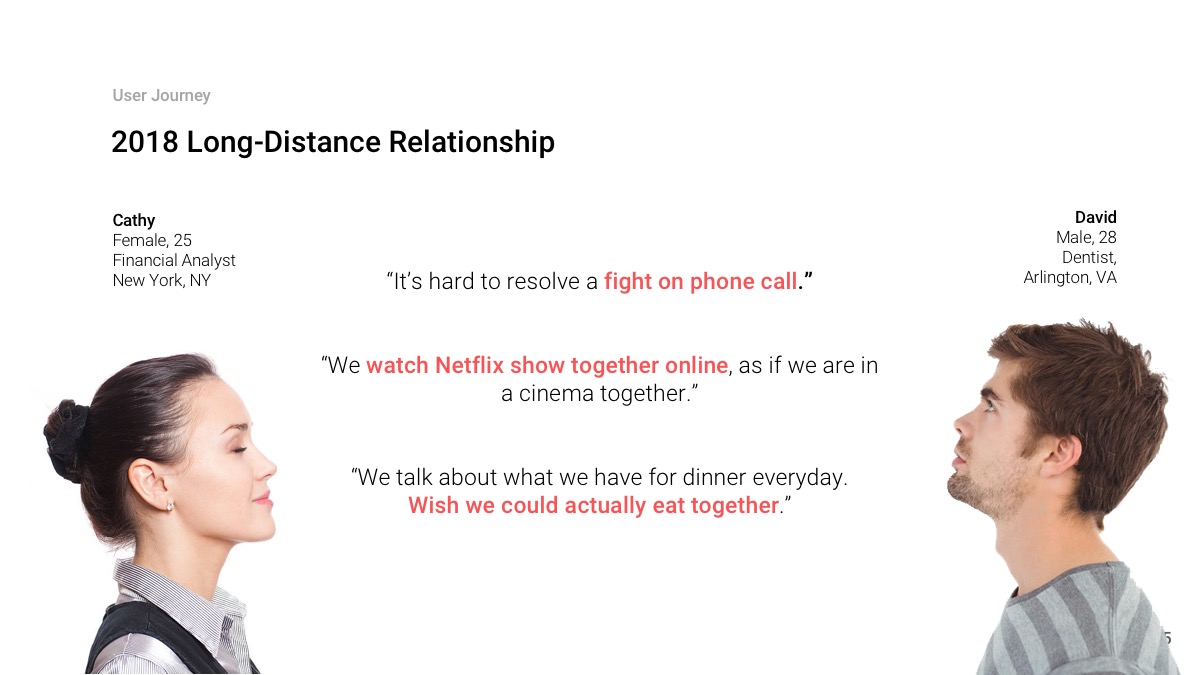 User Journey
2018 Long-Distance Relationship
Cathy
Female, 25
Financial Analyst
New York, NY
David
Male, 28
Dentist,
Arlington, VA
“It’s hard to resolve a fight on phone call.”
“We watch Netflix show together online, as if we are in
a cinema together.”
“We talk about what we have for dinner everyday.
Wish we could actually eat together.”
5